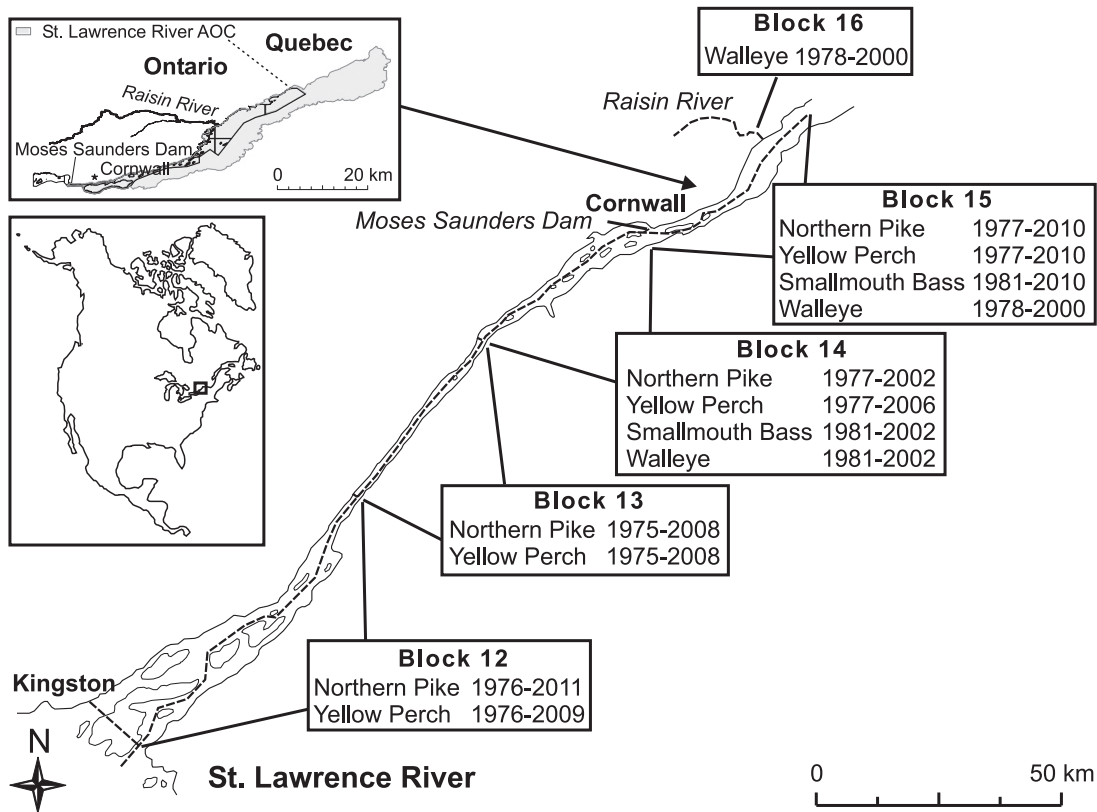 St. Lawrence River AOC
Quebec
Ontario
Raisin River
Moses Saunders Dam
Cornwall
*
0 20 km
Block 16
Walleye 1978-2000
Raisin River
Cornwall
Moses Saunders Dam
Block 15
Northern Pike 1977-2010
Yellow Perch 1977-2010
Smallmouth Bass 1981-2010
Walleye 1978-2000
Block 14
Northern Pike 1977-2002
Yellow Perch 1977-2006
Smallmouth Bass 1981-2002
Walleye 1981-2002
Block 13
Northern Pike 1975-2008
Yellow Perch 1975-2008
Block 12
Northern Pike 1976-2011
Yellow Perch 1976-2009
Kingston
N
St. Lawrence River
0 50 km